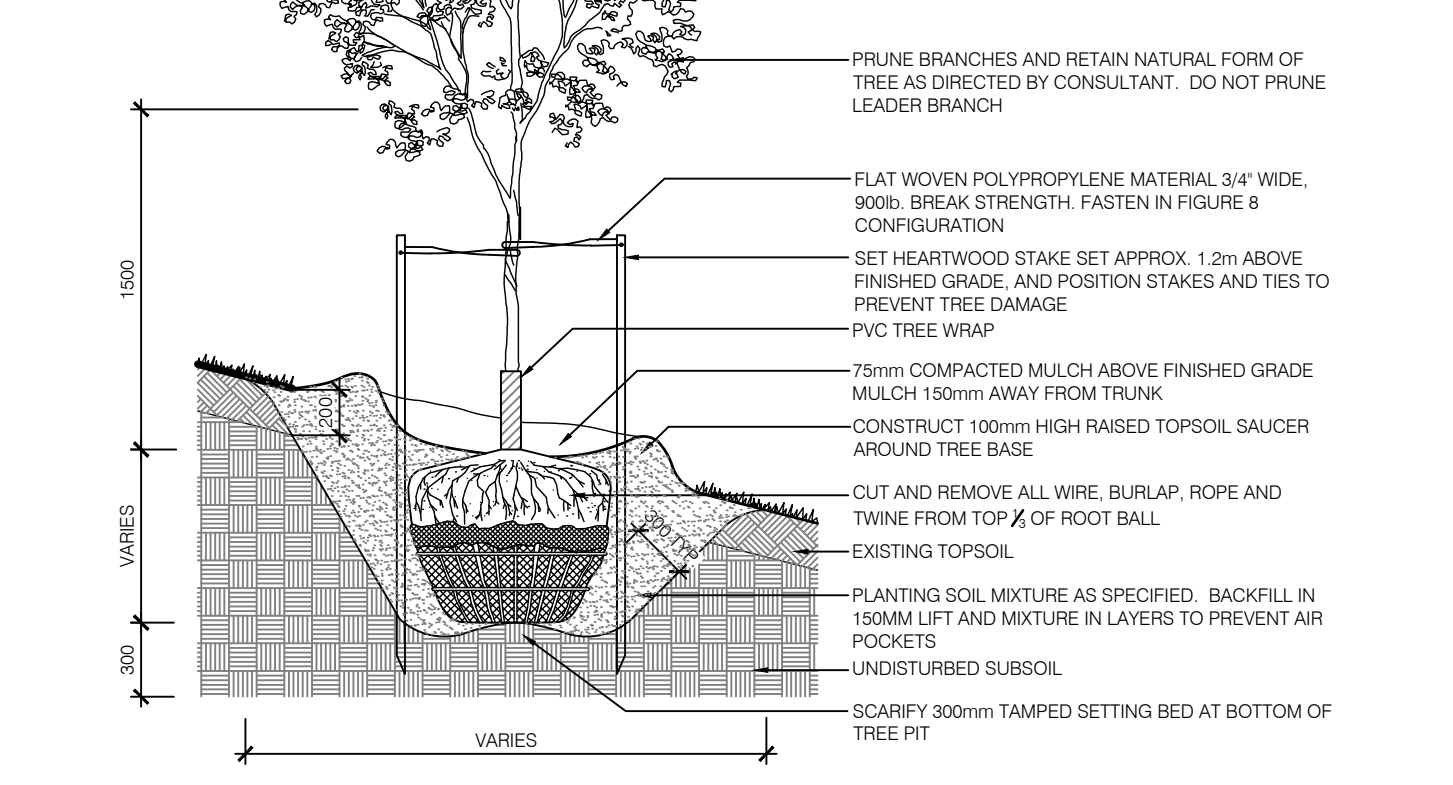 PRUNE BRANCHES AND RETAIN NATURAL FORM OF
TREE AS DIRECTED BY CONSULTANT.  DO NOT PRUNE
LEADER BRANCH
FLAT WOVEN POLYPROPYLENE MATERIAL 3/4" WIDE,
900lb. BREAK STRENGTH. FASTEN IN FIGURE 8
CONFIGURATION
SET HEARTWOOD STAKE SET APPROX. 1.2m ABOVE
FINISHED GRADE, AND POSITION STAKES AND TIES TO
PREVENT TREE DAMAGE
PVC TREE WRAP
75mm COMPACTED MULCH ABOVE FINISHED GRADE
MULCH 150mm AWAY FROM TRUNK
CONSTRUCT 100mm HIGH RAISED TOPSOIL SAUCER
AROUND TREE BASE
CUT AND REMOVE ALL WIRE, BURLAP, ROPE AND
TWINE FROM TOP 1/3 OF ROOT BALL
EXISTING TOPSOIL
PLANTING SOIL MIXTURE AS SPECIFIED.  BACKFILL IN
150MM LIFT AND MIXTURE IN LAYERS TO PREVENT AIR
POCKETS
UNDISTURBED SUBSOIL
SCARIFY 300mm TAMPED SETTING BED AT BOTTOM OF
TREE PIT
1500
200
VARIES
300 TYP
300
VARIES